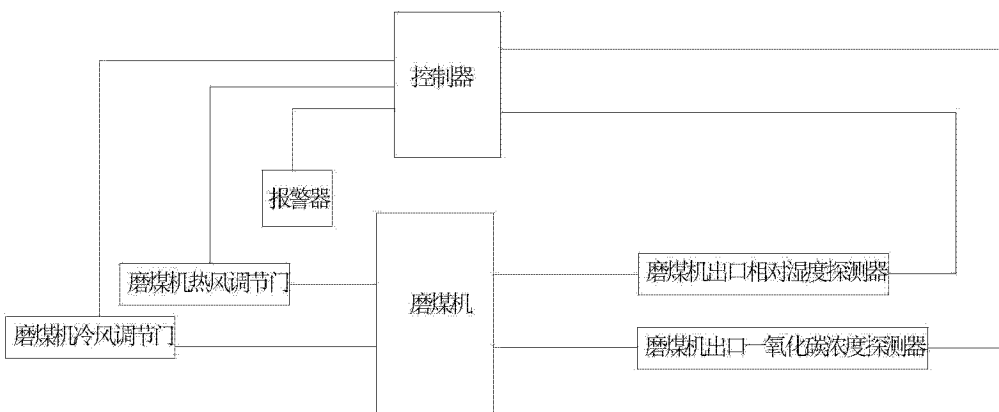 控制器
报警器
磨煤机热风调节门
磨煤机出口相对湿度探测器
磨煤机
磨煤机冷风调节门
磨煤机出口一氧化碳浓度探测器